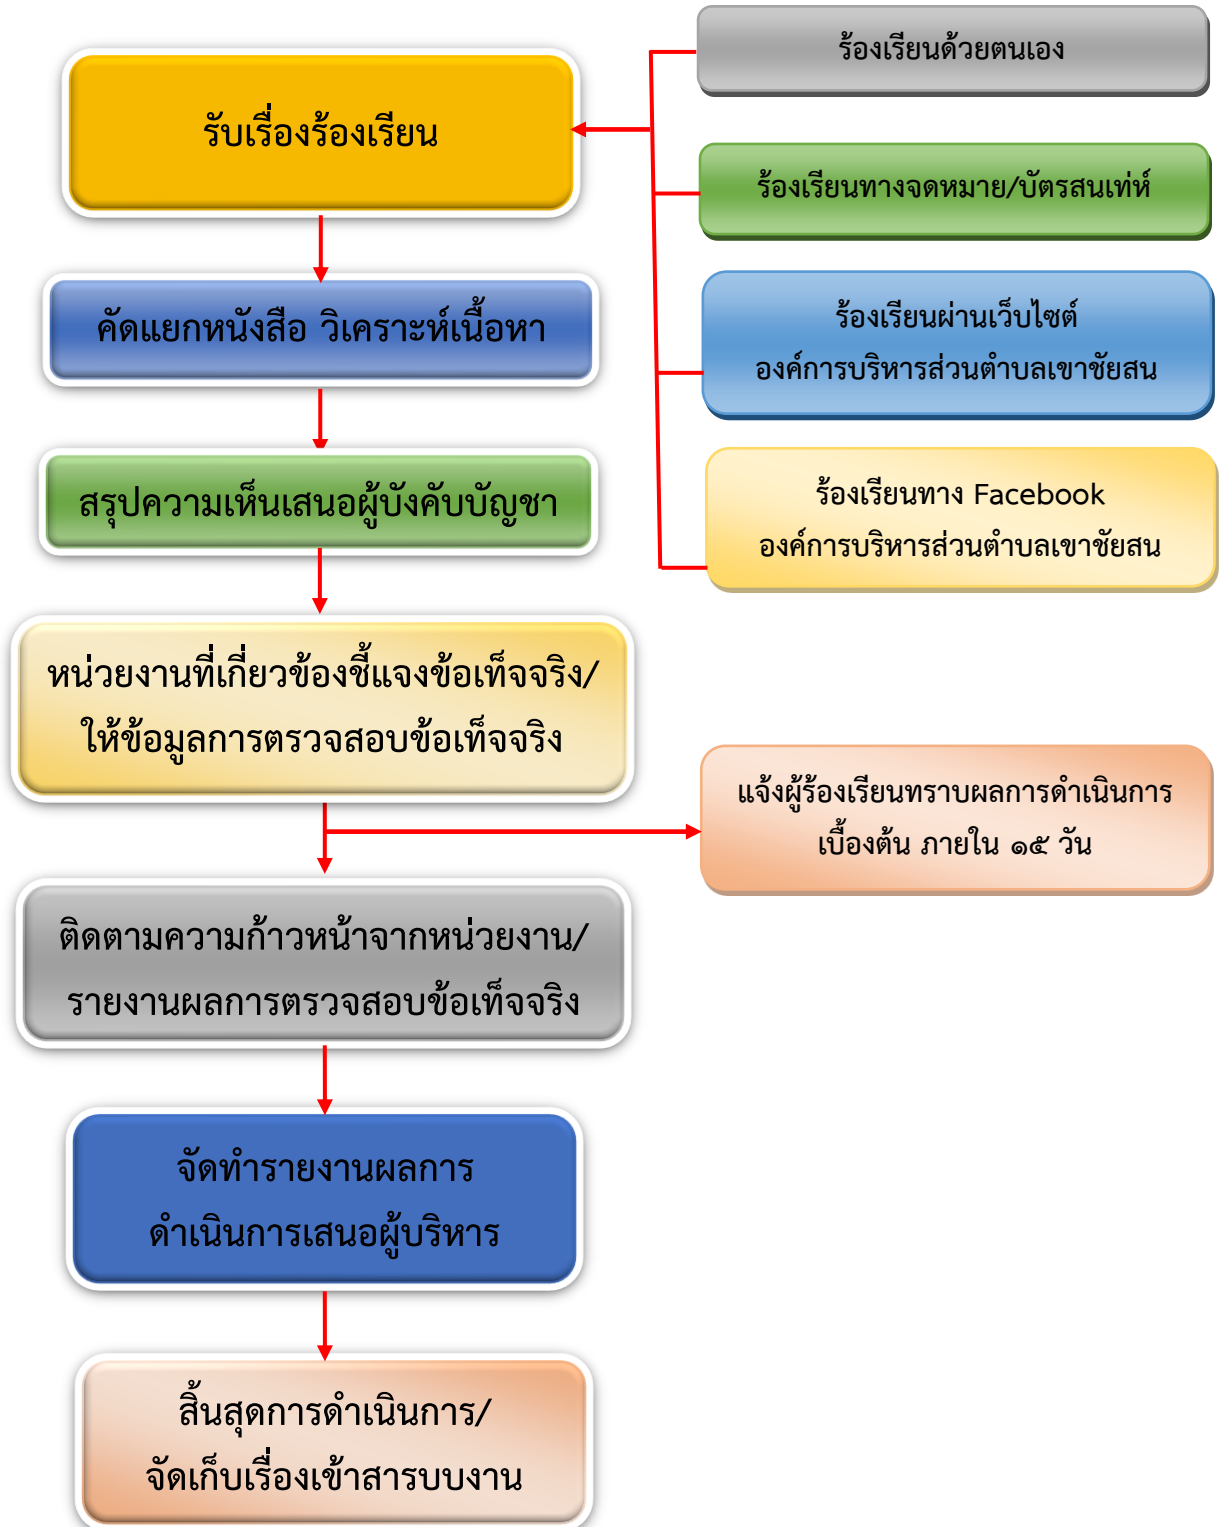 รับเรื่องร้องเรียน
ร้องเรียนด้วยตนเอง
ร้องเรียนทางจดหมาย/บัตรสนเท่ห์
ร้องเรียนผ่านเว็บไซต์
องค์การบริหารส่วนตำบลเขาชัยสน
ร้องเรียนทาง Facebook
องค์การบริหารส่วนตำบลเขาชัยสน
คัดแยกหนังสือ วิเคราะห์เนื้อหา
สรุปความเห็นเสนอผู้บังคับบัญชา
หน่วยงานที่เกี่ยวข้องชี้แจงข้อเท็จจริง/
ให้ข้อมูลการตรวจสอบข้อเท็จจริง
แจ้งผู้ร้องเรียนทราบผลการดำเนินการ
เบื้องต้น ภายใน ๑๕ วัน
ติดตามความก้าวหน้าจากหน่วยงาน/
รายงานผลการตรวจสอบข้อเท็จจริง
จัดทำรายงานผลการ
ดำเนินการเสนอผู้บริหาร
สิ้นสุดการดำเนินการ/
จัดเก็บเรื่องเข้าสารบบงาน